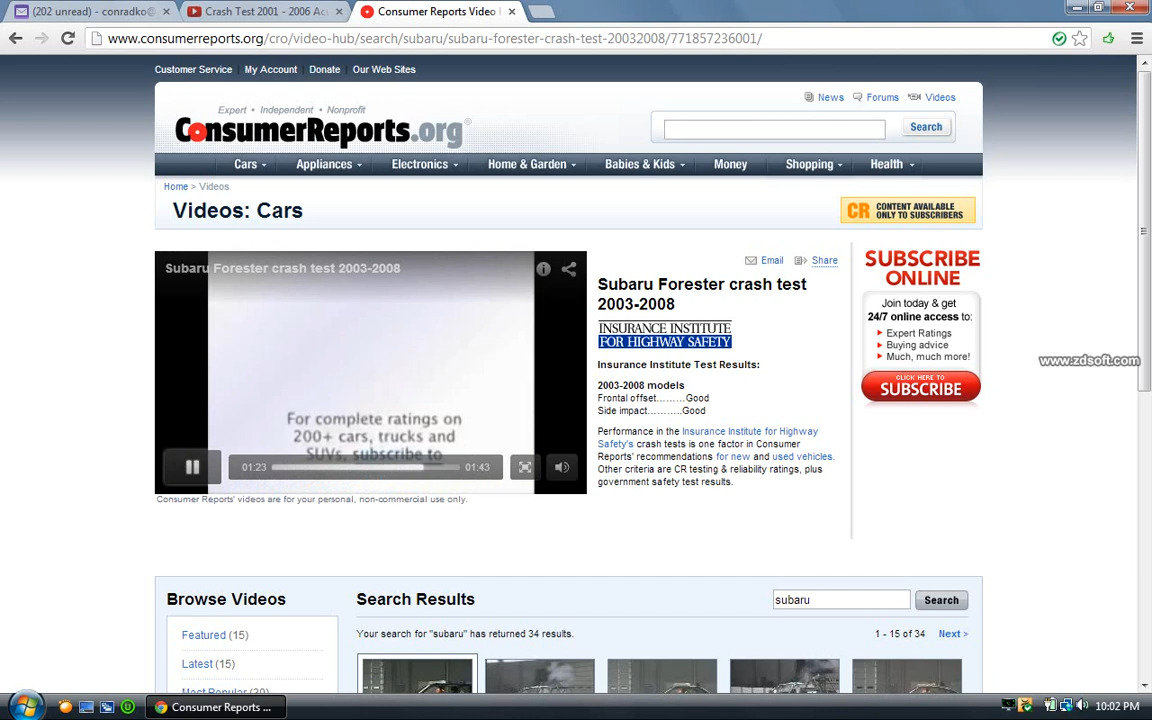 (202 unread) - conradko@
Crash Test 2001 - 2006 Ac
Consumer Reports Video
www.consumerreports.org/cro/video-hub/search/subaru/subaru-forester-crash-test-20032008/771857236001/
Customer Service My Account Donate Our Web Sites
Expert • Independent • Nonprofit
News Forums Videos
ConsumerReports.org®
Search
Cars Appliances Electronics Home & Garden Babies & Kids Money Shopping Health
Home > Videos
Videos: Cars
CR CONTENT AVAILABLE
ONLY TO SUBSCRIBERS
Subaru Forester crash test 2003-2008
For complete ratings on
200+ cars, trucks and
SUVs, subscribe to
01:23 01:43
Consumer Reports' videos are for your personal, non-commercial use only.
Email Share
Subaru Forester crash test
2003-2008
INSURANCE INSTITUTE
FOR HIGHWAY SAFETY
Insurance Institute Test Results:
2003-2008 models
Frontal offset………Good
Side impact……….Good
Performance in the Insurance Institute for Highway
Safety's crash tests is one factor in Consumer
Reports' recommendations for new and used vehicles.
Other criteria are CR testing & reliability ratings, plus
government safety test results.
SUBSCRIBE
ONLINE
Join today & get
24/7 online access to:
Expert Ratings
Buying advice
Much, much more!
CLICK HERE TO
SUBSCRIBE
www.zdsoft.com
Browse Videos
Featured (15)
Latest (15)
Most Popular (30)
Search Results
subaru
Search
Your search for "subaru" has returned 34 results.
1 - 15 of 34 Next >
Consumer Reports ...
10:02 PM